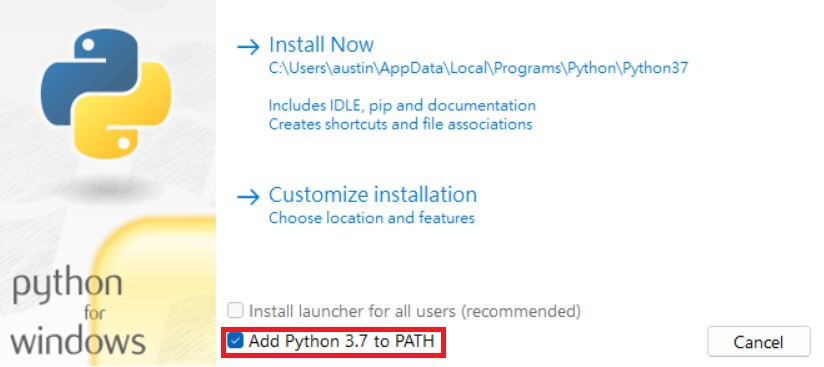 Install Now
C:\Users\austin\AppData\Local\Programs\Python\Python37
Includes IDLE, pip and documentation
Creates shortcuts and file associations
Customize installation
Choose location and features
Install launcher for all users (recommended)
Add Python 3.7 to PATH
Cancel
python
for
windows